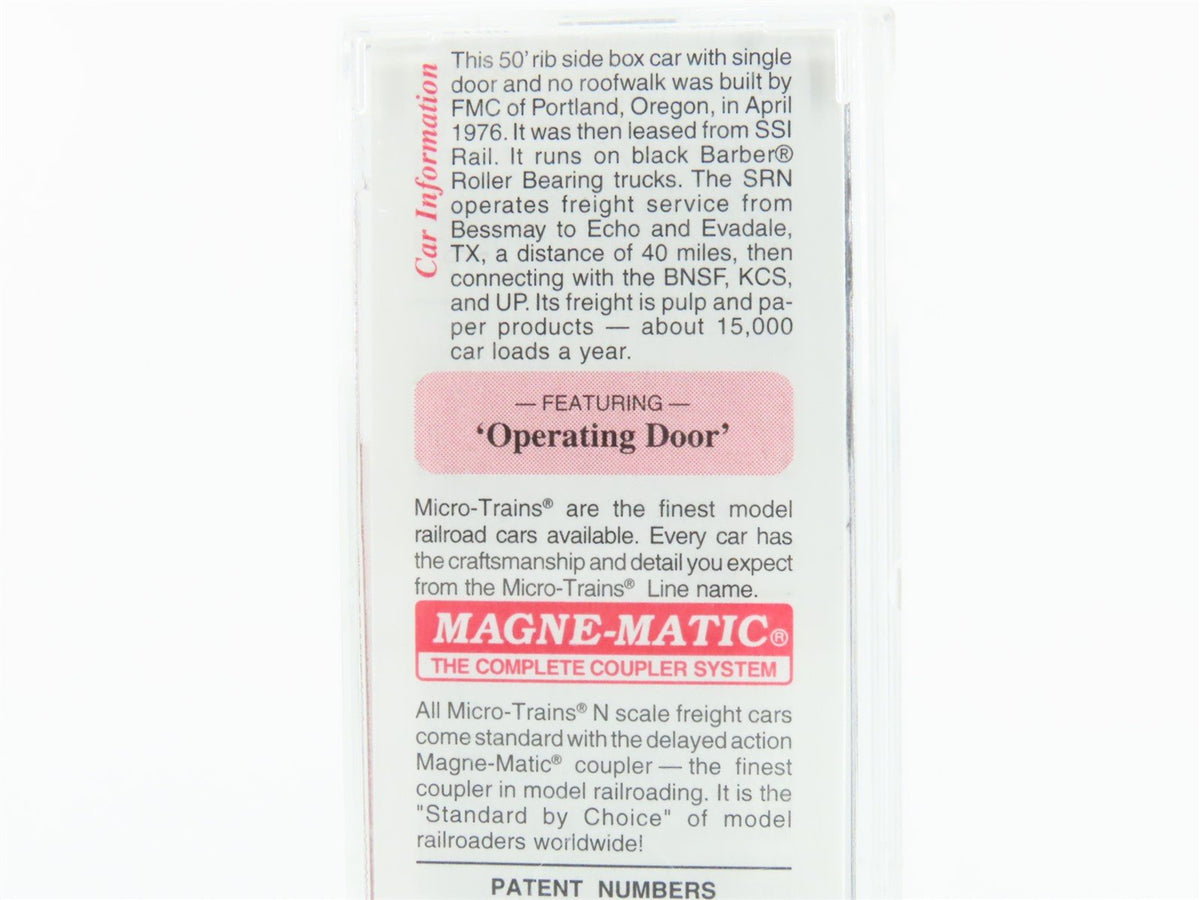 Car Information
This 50' rib side box car with single
door and no roofwalk was built by
FMC of Portland, Oregon, in April
1976. It was then leased from SSI
Rail. It runs on black Barber®
Roller Bearing trucks. The SRN
operates freight service from
Bessmay to Echo and Evadale,
TX, a distance of 40 miles, then
connecting with the BNSF, KCS,
and UP. Its freight is pulp and pa-
per products — about 15,000
car loads a year.
— FEATURING —
‘Operating Door’
Micro-Trains® are the finest model
railroad cars available. Every car has
the craftsmanship and detail you expect
from the Micro-Trains® Line name.
MAGNE-MATIC®
THE COMPLETE COUPLER SYSTEM
All Micro-Trains® N scale freight cars
come standard with the delayed action
Magne-Matic® coupler — the finest
coupler in model railroading. It is the
"Standard by Choice" of model
railroaders worldwide!
PATENT NUMBERS